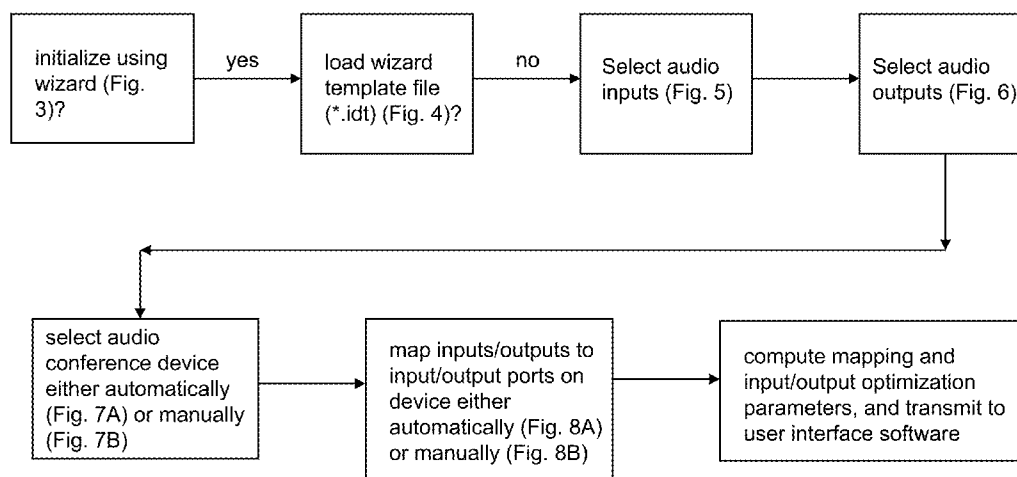 initialize using
wizard (Fig.
3)?
yes
load wizard
template file
(*.idt) (Fig. 4)?
no
Select audio
inputs (Fig. 5)
Select audio
outputs (Fig. 6)
select audio
conference device
either automatically
(Fig. 7A) or manually
(Fig. 7B)
map inputs/outputs to
input/output ports on
device either
automatically (Fig. 8A)
or manually (Fig. 8B)
compute mapping and
input/output optimization
parameters, and transmit to
user interface software